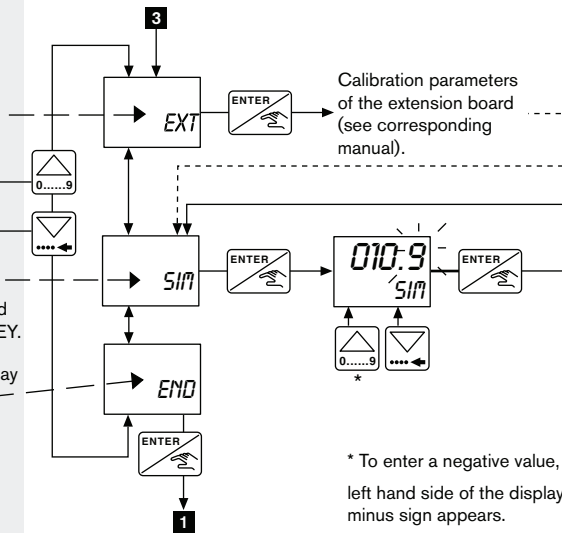 3
EXT
ENTER
Calibration parameters
of the extension board
(see corresponding
manual).
0......9
SIM
ENTER
010.9
SIM
ENTER
EY.
ay
0......9
*
END
ENTER
1
* To enter a negative value,
left hand side of the display
minus sign appears.